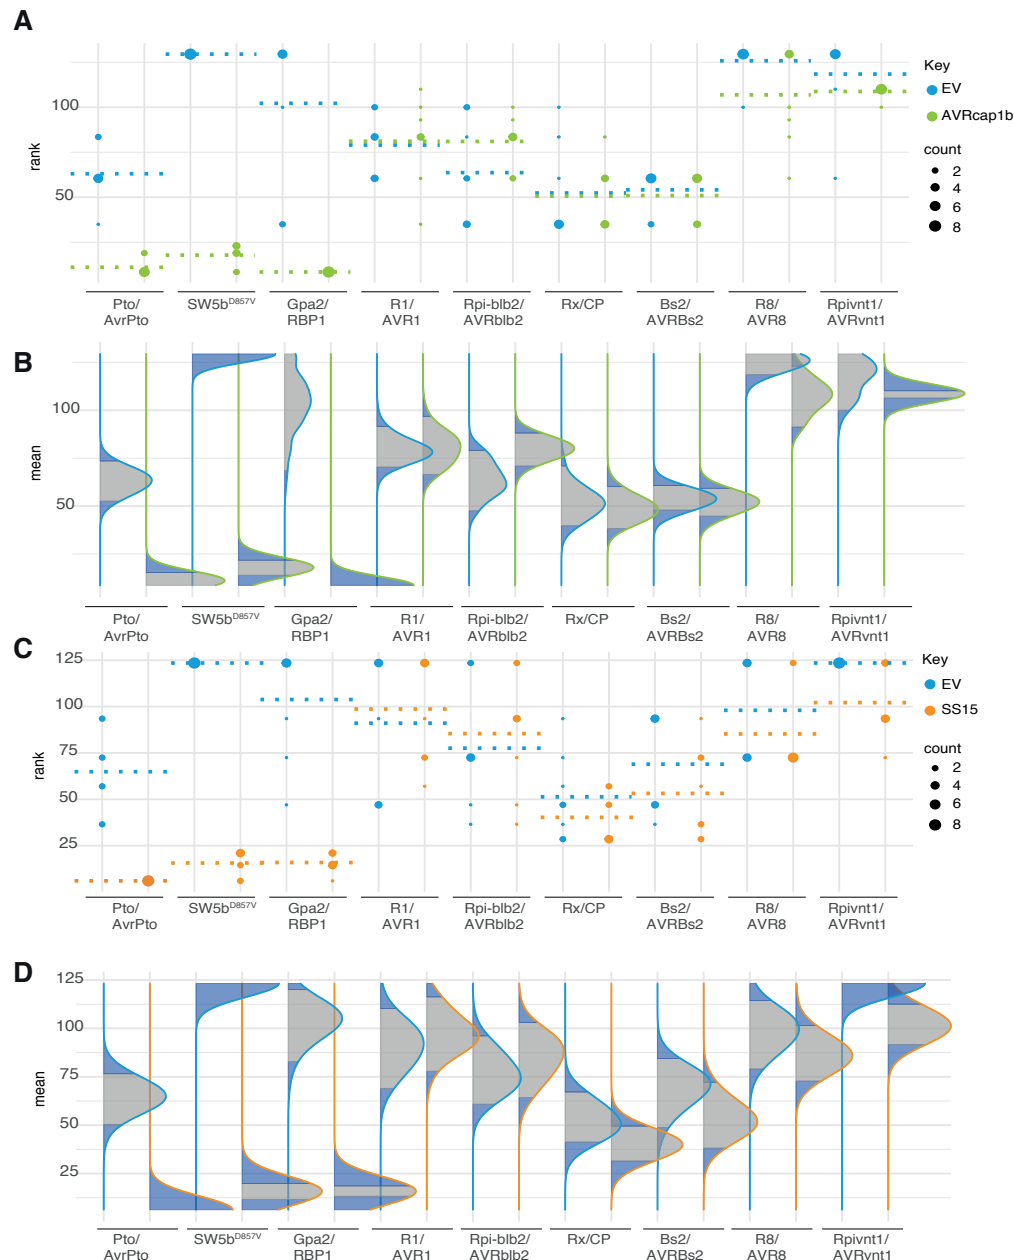 A
Key
EV
AVRcap1b
count
2
4
6
8
rank
100
50
Pto/ SW5bD857V Gpa2/ R1/ Rpi-blb2/ Rx/CP Bs2/ R8/ Rpivnt1/
AvrPto RBP1 AVR1 AVRblb2 AVRBs2 AVR8 AVRvnt1
B
mean
100
50
Pto/ SW5bD857V Gpa2/ R1/ Rpi-blb2/ Rx/CP Bs2/ R8/ Rpivnt1/
AvrPto RBP1 AVR1 AVRblb2 AVRBs2 AVR8 AVRvnt1
C
Key
EV
SS15
count
2
4
6
8
rank
125
100
75
50
25
Pto/ SW5bD857V Gpa2/ R1/ Rpi-blb2/ Rx/CP Bs2/ R8/ Rpivnt1/
AvrPto RBP1 AVR1 AVRblb2 AVRBs2 AVR8 AVRvnt1
D
mean
125
100
75
50
25
Pto/ SW5bD857V Gpa2/ R1/ Rpi-blb2/ Rx/CP Bs2/ R8/ Rpivnt1/
AvrPto RBP1 AVR1 AVRblb2 AVRBs2 AVR8 AVRvnt1